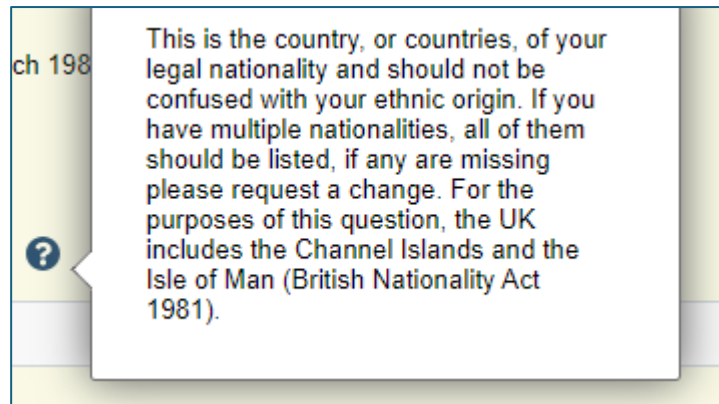 ch 198
This is the country, or countries, of your
legal nationality and should not be
confused with your ethnic origin. If you
have multiple nationalities, all of them
should be listed, if any are missing
please request a change. For the
purposes of this question, the UK
includes the Channel Islands and the
Isle of Man (British Nationality Act
1981).
?